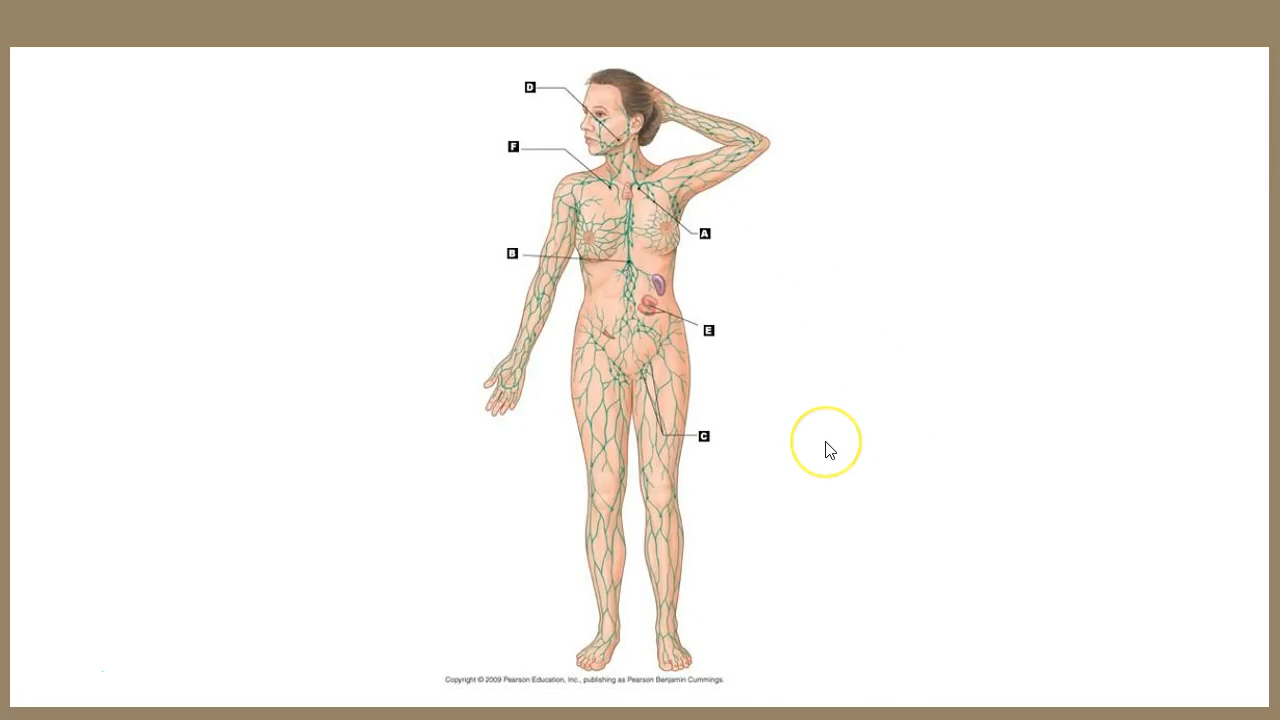 D
F
A
B
E
C
Copyright © 2009 Pearson Education, Inc., publishing as Pearson Benjamin Cummings.